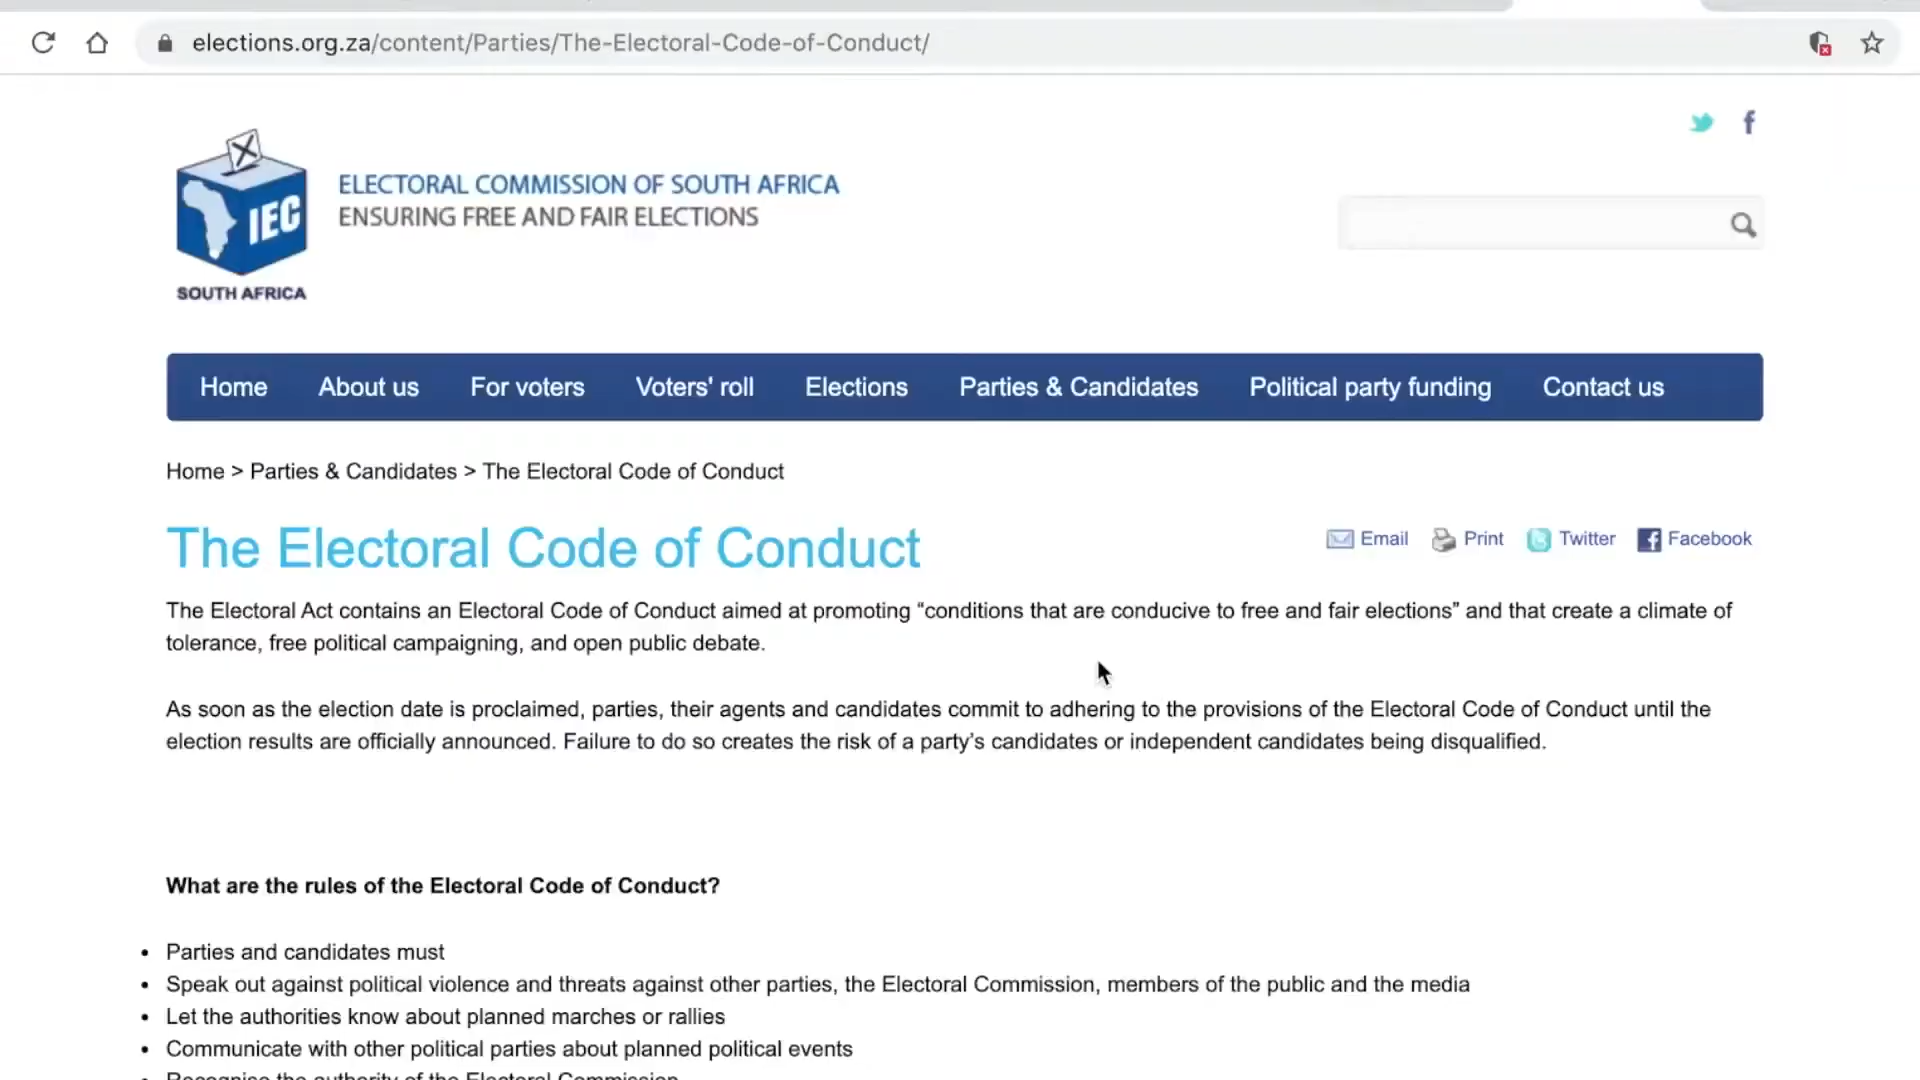 elections.org.za/content/Parties/The-Electoral-Code-of-Conduct/
IEC
SOUTH AFRICA
ELECTORAL COMMISSION OF SOUTH AFRICA
ENSURING FREE AND FAIR ELECTIONS
Home About us For voters Voters' roll Elections Parties & Candidates Political party funding Contact us
Home > Parties & Candidates > The Electoral Code of Conduct
The Electoral Code of Conduct
Email Print Twitter Facebook
The Electoral Act contains an Electoral Code of Conduct aimed at promoting “conditions that are conducive to free and fair elections” and that create a climate of
tolerance, free political campaigning, and open public debate.
As soon as the election date is proclaimed, parties, their agents and candidates commit to adhering to the provisions of the Electoral Code of Conduct until the
election results are officially announced. Failure to do so creates the risk of a party’s candidates or independent candidates being disqualified.
What are the rules of the Electoral Code of Conduct?
• Parties and candidates must
• Speak out against political violence and threats against other parties, the Electoral Commission, members of the public and the media
• Let the authorities know about planned marches or rallies
• Communicate with other political parties about planned political events
• Recognise the authority of the Electoral Commission